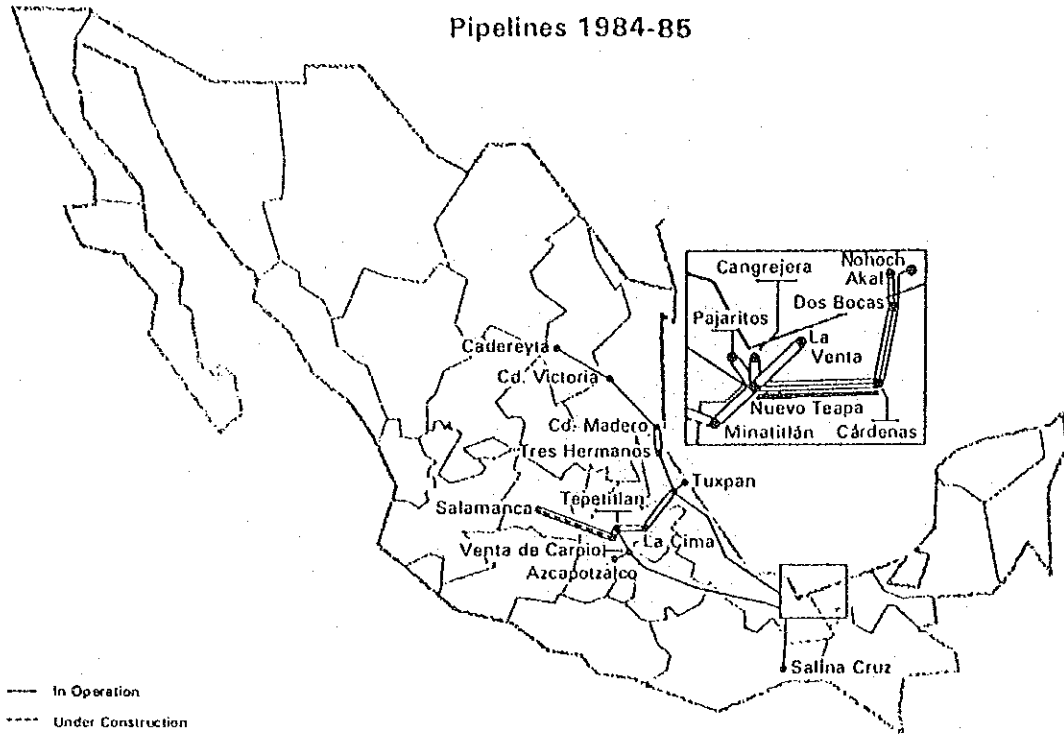 Pipelines 1984-85
Cangrejera
Nohoch
Akal
Dos Bocas
Pajaritos
La
Venta
Nuevo Teapa
Minatitlán
Cárdenas
Cadereyta
Cd. Victoria
Cd. Madero
Tres Hermanos
Tuxpan
Tepetitlan
Salamanca
La Cima
Venta de Carpio
Azcapotzalco
Salina Cruz
In Operation
Under Construction